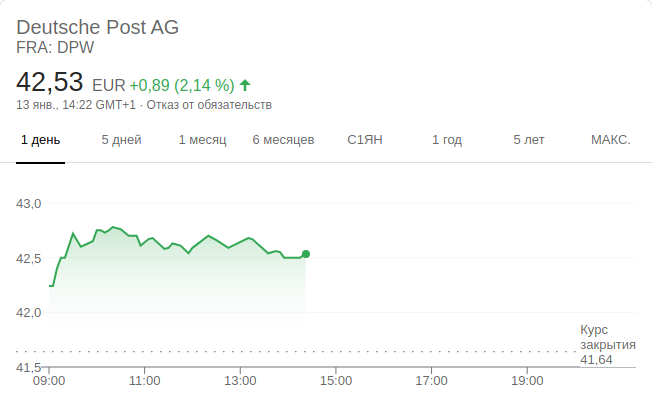 Deutsche Post AG
FRA: DPW
42,53 EUR +0,89 (2,14 %)
13 янв., 14:22 GMT+1 · Отказ от обязательств
1 день 5 дней 1 месяц 6 месяцев С1ЯН 1 год 5 лет МАКС.
43,0
42,5
42,0
Курс
закрытия
41,64
41,5
09:00 11:00 13:00 15:00 17:00 19:00